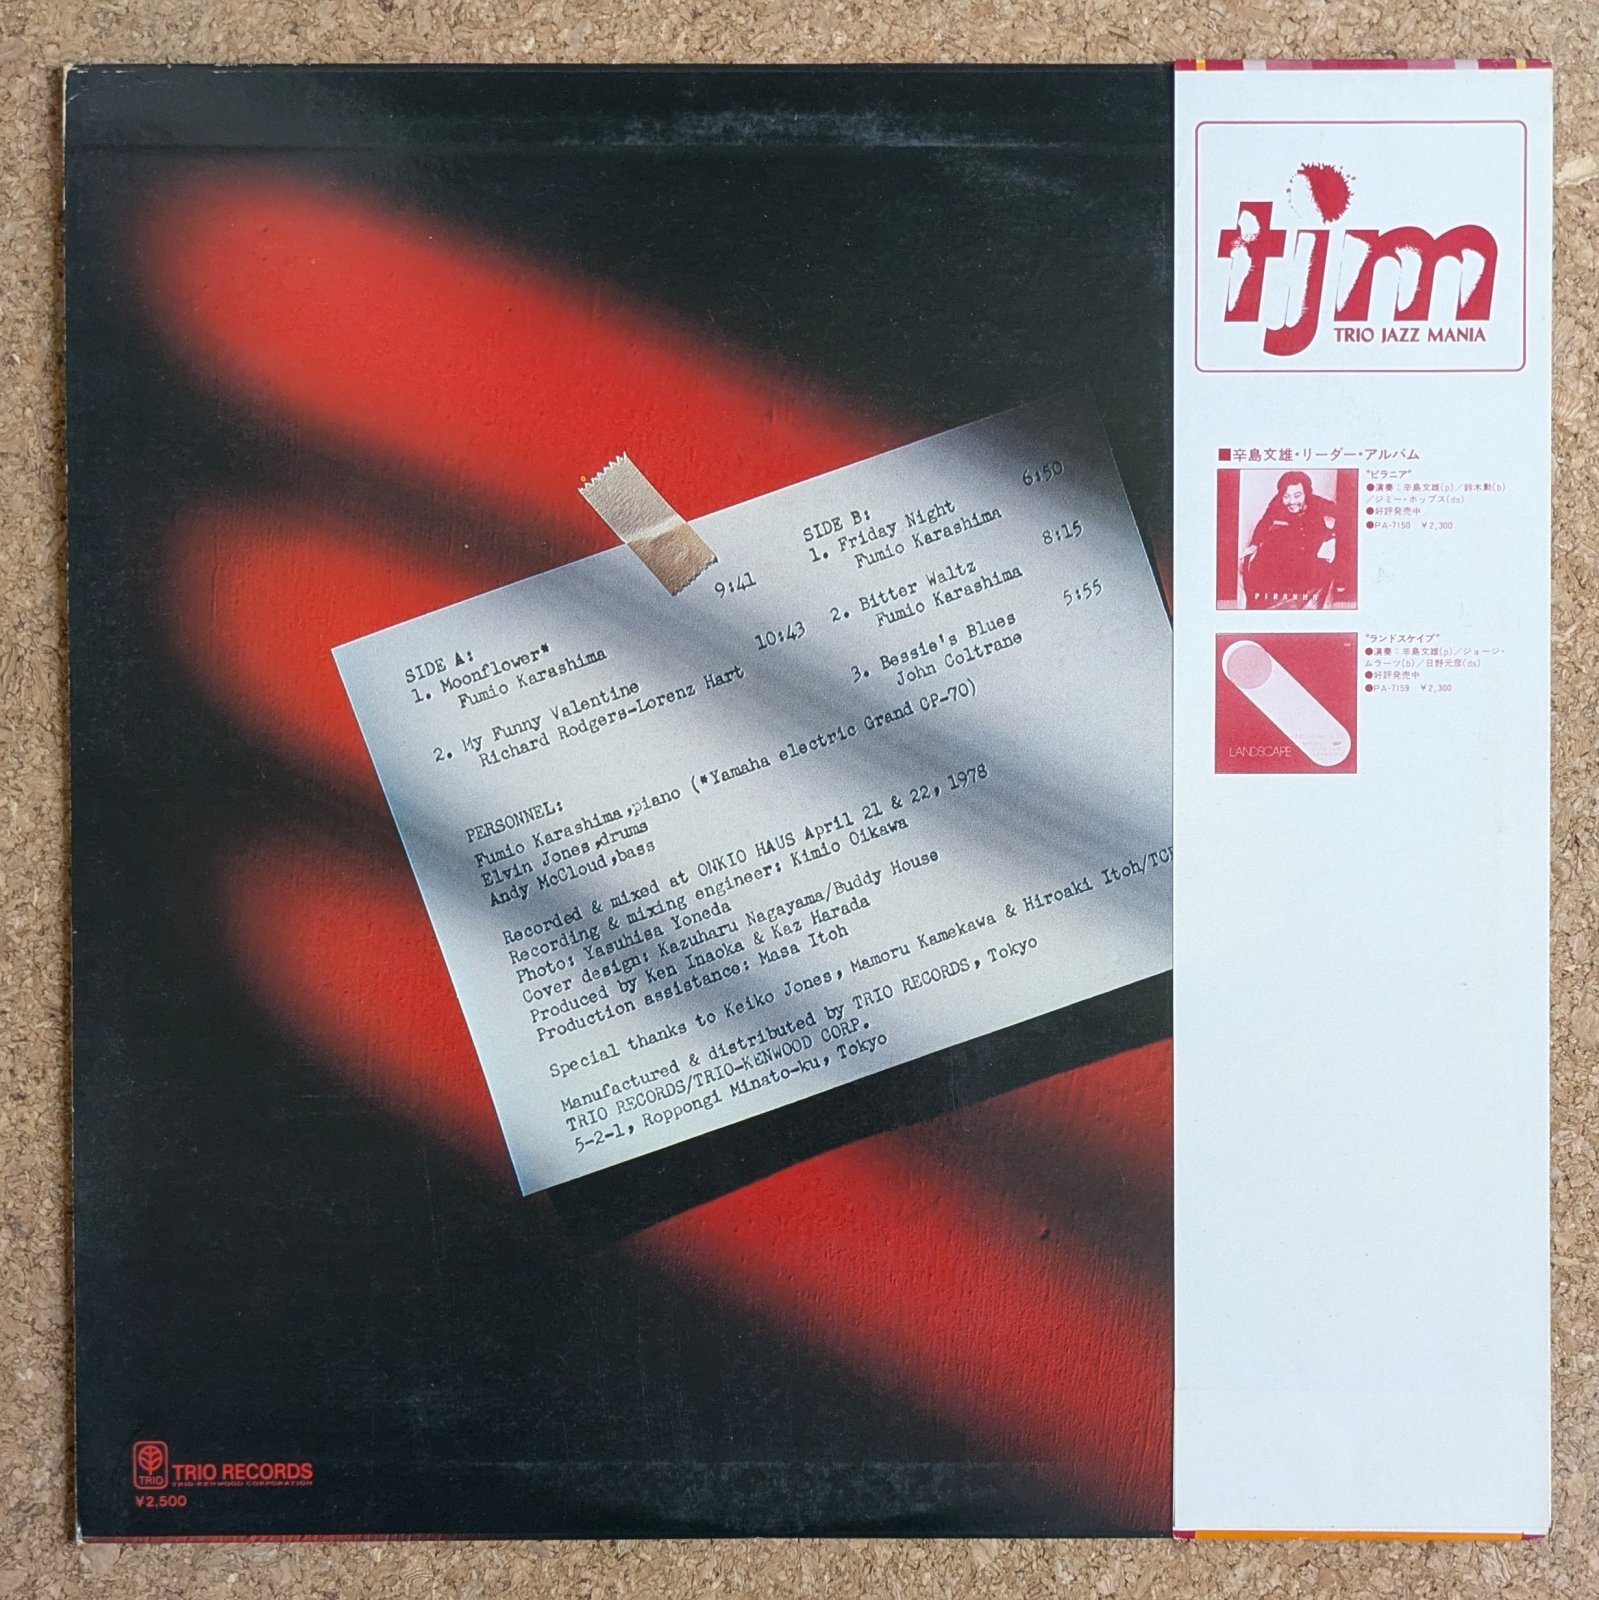 SIDE A:
1. Moonflower* 9:41
Fumio Karashima
2. My Funny Valentine 10:43
Richard Rodgers-Lorenz Hart
SIDE B:
1. Friday Night 6:50
Fumio Karashima
2. Bitter Waltz 8:15
Fumio Karashima
3. Bessie's Blues 5:55
John Coltrane
PERSONNEL:
Fumio Karashima,piano (*Yamaha electric Grand CP-70)
Elvin Jones,drums
Andy McCloud,bass
Recorded & mixed at ONKIO HAUS April 21 & 22, 1978
Recording & mixing engineer: Kimio Oikawa
Photo: Yasuhisa Yoneda
Cover design: Kazuharu Nagayama/Buddy House
Produced by Ken Inaoka & Kaz Harada
Production assistance: Masa Itoh
Special thanks to Keiko Jones, Mamoru Kamekawa & Hiroaki Itoh/
Manufactured & distributed by TRIO RECORDS, Tokyo
TRIO RECORDS/TRIO-KENWOOD CORP.
5-2-1, Roppongi Minato-ku, Tokyo
TRIO
TRIO RECORDS
TRIO-KENWOOD CORPORATION
¥2,500
tjm
TRIO JAZZ MANIA
■辛島文雄・リーダー・アルバム
PIRANHA
"ピラニア"
●演奏:辛島文雄(p)/鈴木勲(b)
/ジミー・ホップス(ds)
●好評発売中
●PA-7150 ¥2,300
LANDSCAPE
"ランドスケイプ"
●演奏:辛島文雄(p)/ジョージ・
ムラーツ(b)/日野元彦(ds)
●好評発売中
●PA-7159 ¥2,300